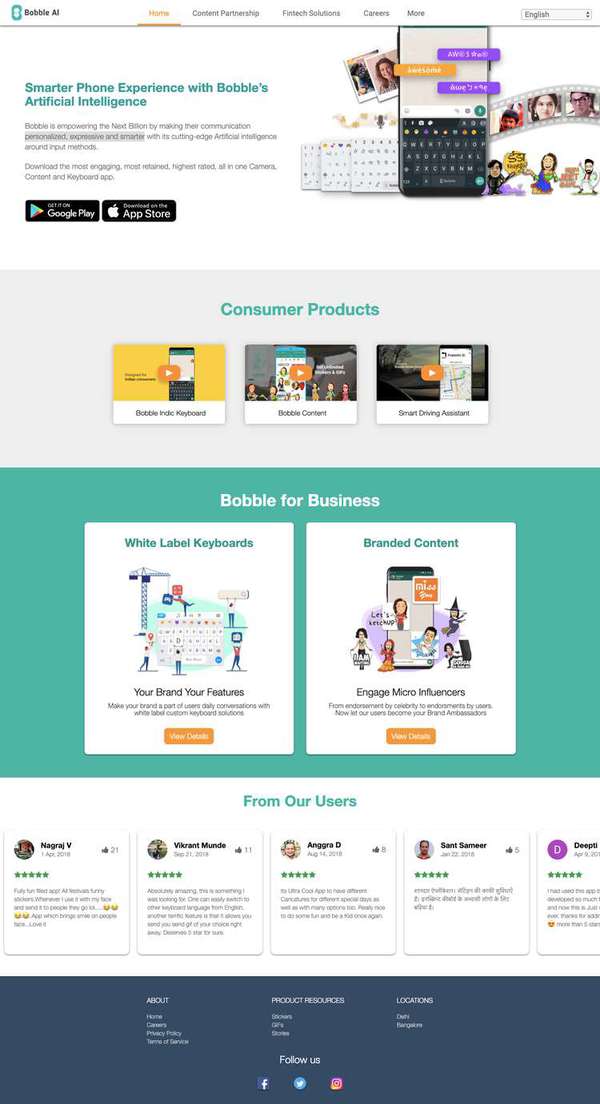 Bobble AI
Home
Content Partnership
Fintech Solutions
Careers
More
English
Smarter Phone Experience with Bobble's
Artificial Intelligence
Bobble is empowering the Next Billion by making their communication
personalized, expressive and smarter with its cutting-edge Artificial intelligence
around input methods.
Download the most engaging, most retained, highest rated, all in one Camera,
Content and Keyboard app.
GET IT ON
Google Play
Download on the
App Store
awesome
Consumer Products
Designed for
Indian consumers
Stickers & GIFs
Bobble Indic Keyboard
Bobble Content
Smart Driving Assistant
Bobble for Business
White Label Keyboards
Your Brand Your Features
Make your brand a part of users daily conversations with
white label custom keyboard solutions
View Details
Branded Content
miss
You
Let's
ketchup!
Engage Micro Influencers
From endorsement by celebrity to endorsments by users.
Now let our users become your Brand Ambassadors
View Details
From Our Users
Nagraj V
1 Apr, 2018
21
Fully fun filled app! All festivals funny
stickers.Whenever i use it with my face
and send it to people they go lol.... 😂😂
😂😂 App which brings smile on people
face...Love it
Vikrant Munde
Sep 21, 2018
11
Absolutely amazing, this is something I
was looking for. One can easily switch to
other keyboard language from English,
another terrific feature is that it allows you
you send you gif of your choice right
away. Deserves 5 star for sure.
Anggra D
Aug 14, 2018
8
Its Ultra Cool App to have different
Caricatures for different special days as
well as with many options too. Really nice
to do some fun and be a Kid once again.
Sant Sameer
Jan 22, 2018
5
D
Deepti
Apr 9, 201
I had used this app b
developed so much f
and now this is Just
ever, thanks for addin
😍 more than 5 stars
ABOUT
Home
Careers
Privacy Policy
Terms of Service
PRODUCT RESOURCES
Stickers
GIFs
Stories
LOCATIONS
Delhi
Bangalore
Follow us